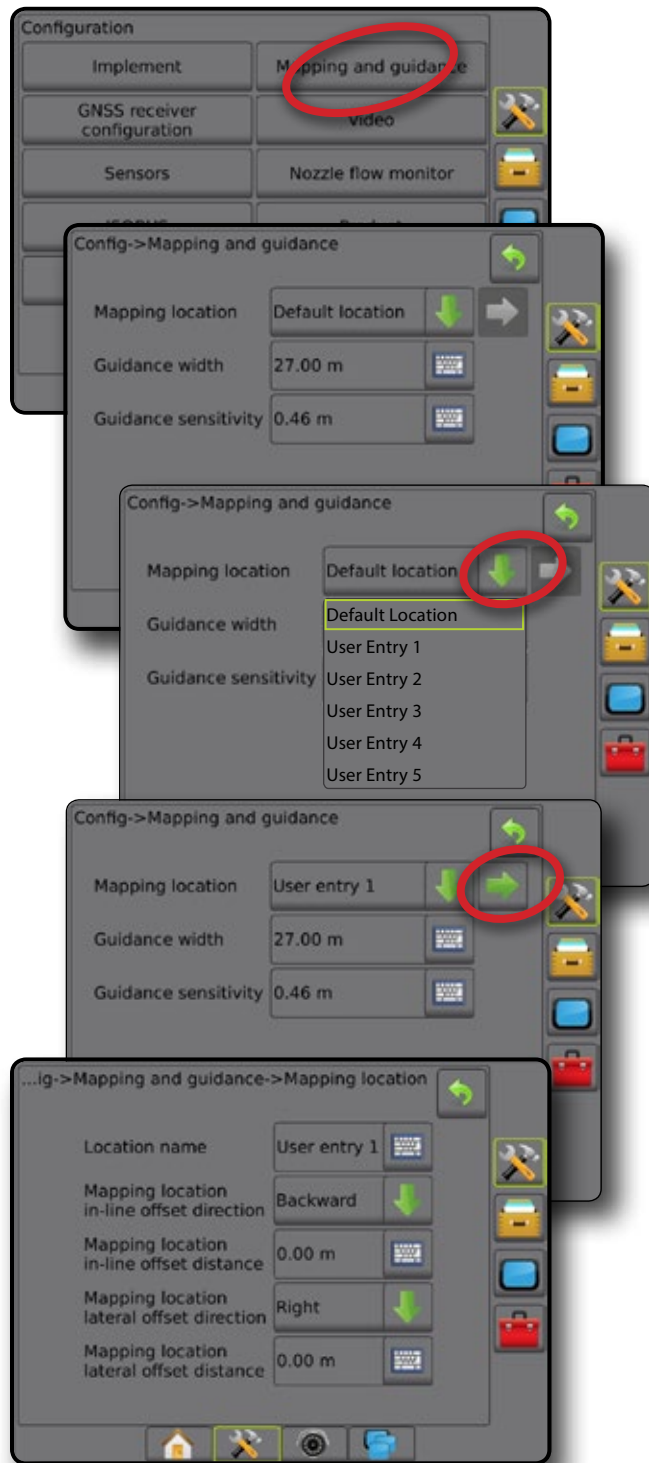 Configuration
Implement
Mapping and guidance
GNSS receiver
configuration
Video
Sensors
Nozzle flow monitor
Config->Mapping and guidance
Mapping location
Default location
Guidance width
27.00 m
Guidance sensitivity
0.46 m
Config->Mapping and guidance
Mapping location
Default location
Guidance width
Guidance sensitivity
Default Location
User Entry 1
User Entry 2
User Entry 3
User Entry 4
User Entry 5
Config->Mapping and guidance
Mapping location
User entry 1
Guidance width
27.00 m
Guidance sensitivity
0.46 m
...ig->Mapping and guidance->Mapping location
Location name
User entry 1
Mapping location
in-line offset direction
Backward
Mapping location
in-line offset distance
0.00 m
Mapping location
lateral offset direction
Right
Mapping location
lateral offset distance
0.00 m